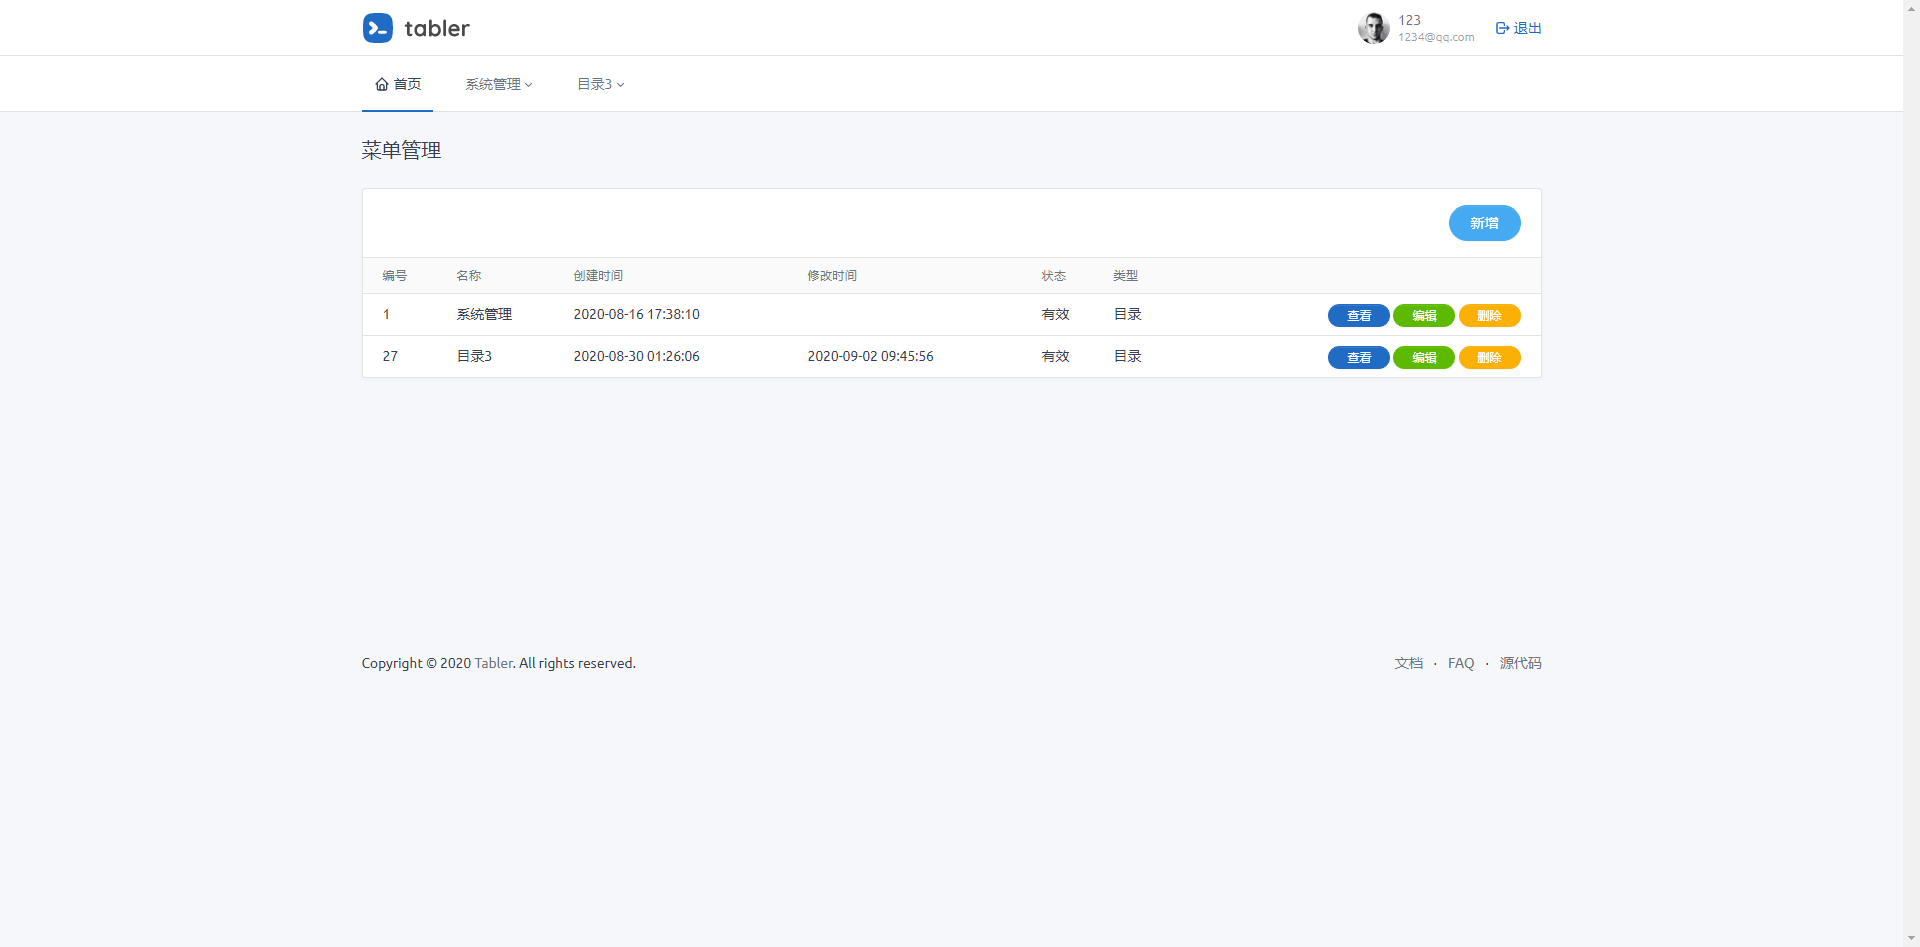 tabler
123
1234@qq.com
退出
首页 系统管理 目录3
菜单管理
新增
编号 名称 创建时间 修改时间 状态 类型
1 系统管理 2020-08-16 17:38:10 有效 目录 查看 编辑 删除
27 目录3 2020-08-30 01:26:06 2020-09-02 09:45:56 有效 目录 查看 编辑 删除
Copyright © 2020 Tabler. All rights reserved. 文档 · FAQ · 源代码